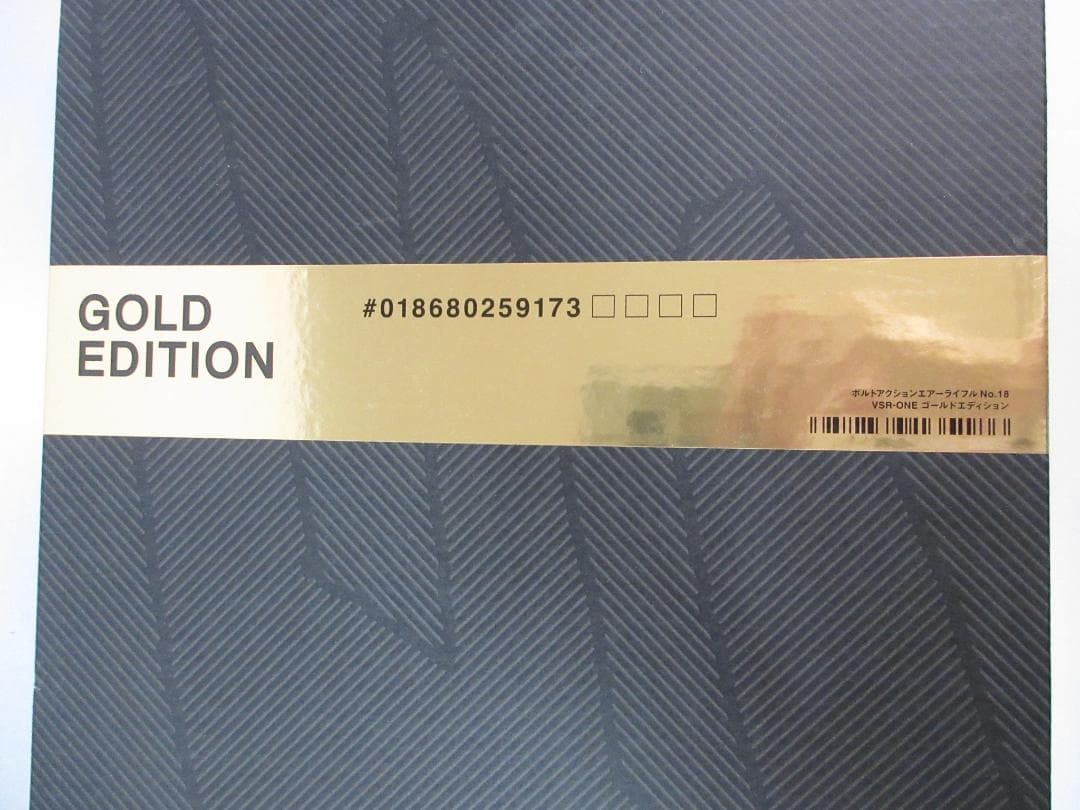 GOLD
EDITION
#018680259173□□□□
ボルトアクションエアーライフル No.18
VSR-ONE ゴールドエディション